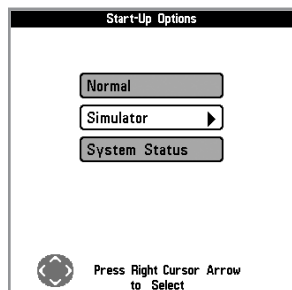 Start-Up Options
Normal
Simulator
System Status
Press Right Cursor Arrow
to Select